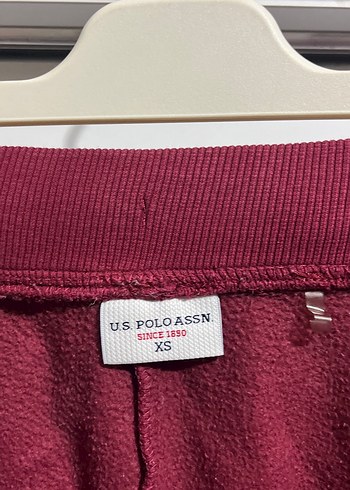 U.S. POLO ASSN.
SINCE 1890
XS